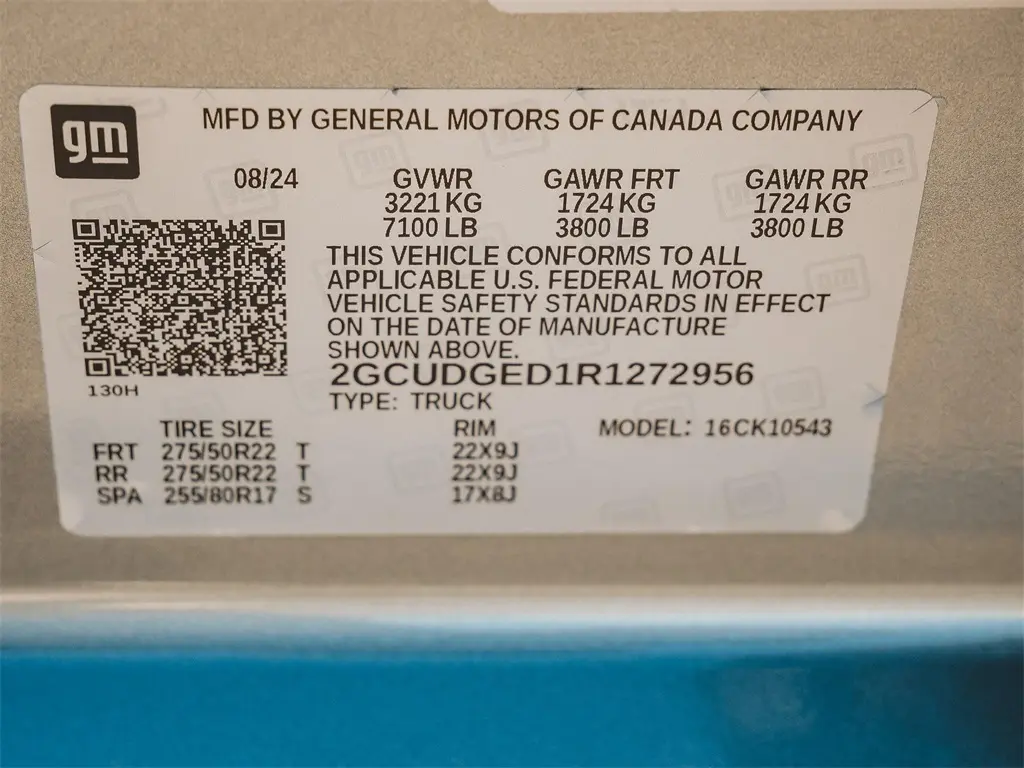 gm
MFD BY GENERAL MOTORS OF CANADA COMPANY
08/24 GVWR GAWR FRT GAWR RR
3221 KG 1724 KG 1724 KG
7100 LB 3800 LB 3800 LB
THIS VEHICLE CONFORMS TO ALL
APPLICABLE U.S. FEDERAL MOTOR
VEHICLE SAFETY STANDARDS IN EFFECT
ON THE DATE OF MANUFACTURE
SHOWN ABOVE.
2GCUDGED1R1272956
130H
TYPE: TRUCK
TIRE SIZE RIM MODEL: 16CK10543
FRT 275/50R22 T 22X9J
RR 275/50R22 T 22X9J
SPA 255/80R17 S 17X8J